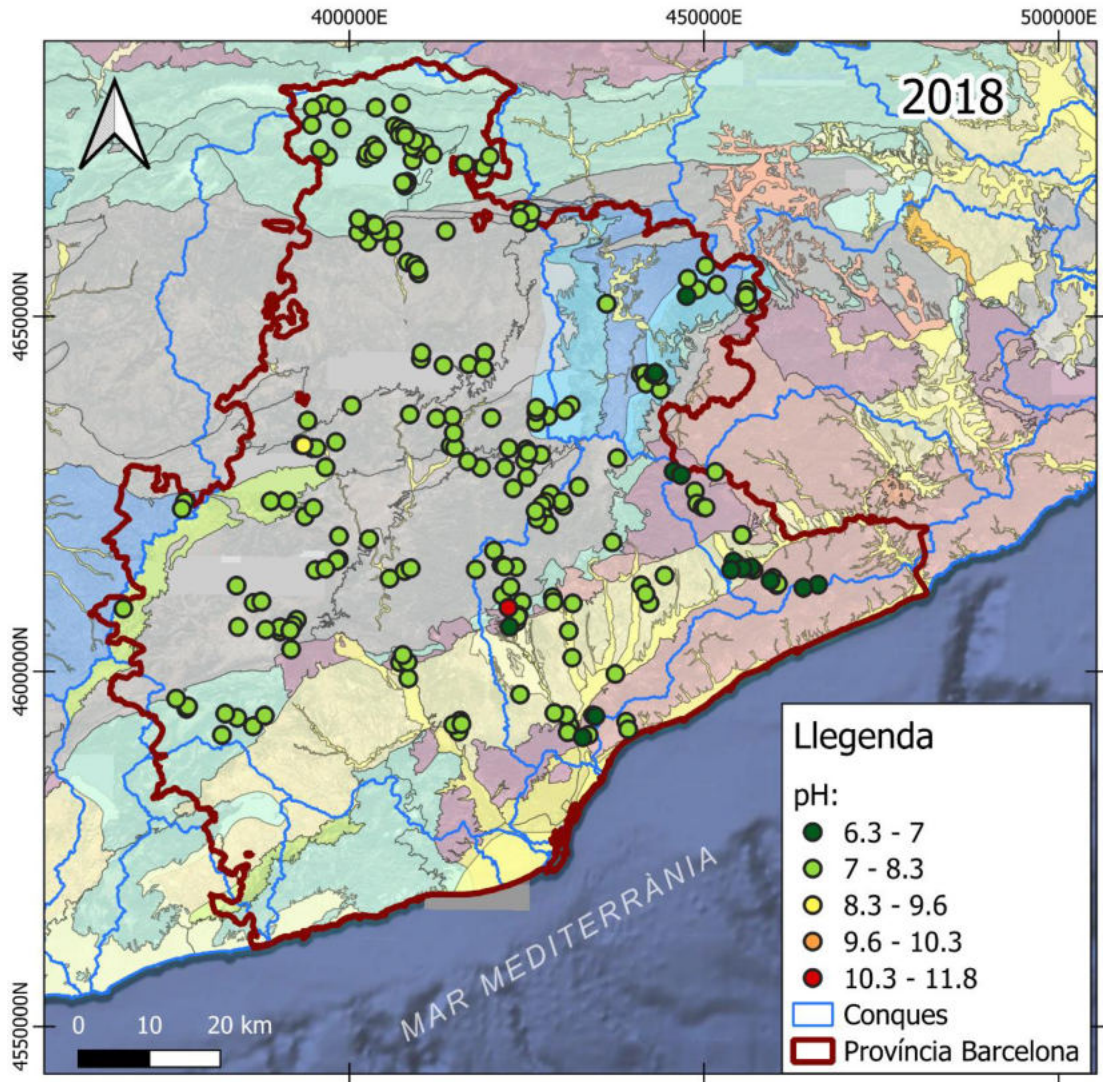 400000E 450000E 500000E
2018
4650000N
4600000N
4550000N
MAR MEDITERRÀNIA
0 10 20 km
Llegenda
pH:
6.3 - 7
7 - 8.3
8.3 - 9.6
9.6 - 10.3
10.3 - 11.8
Conques
Província Barcelona